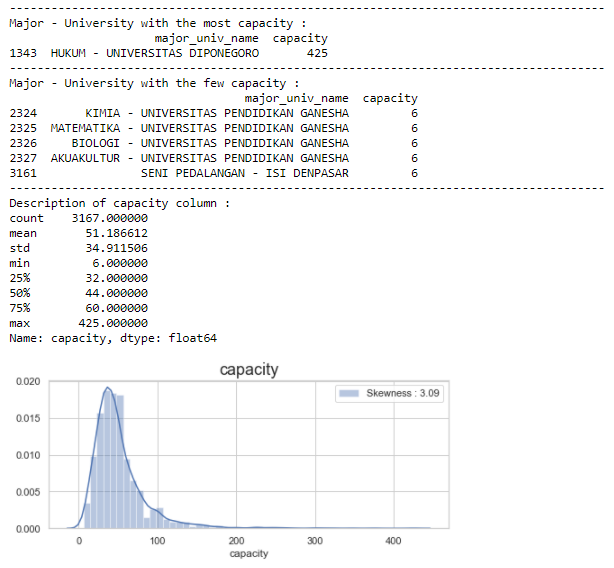 --------------------------------------------------------------------------------
Major - University with the most capacity :
major_univ_name capacity
1343 HUKUM - UNIVERSITAS DIPONEGORO 425
--------------------------------------------------------------------------------
Major - University with the few capacity :
major_univ_name capacity
2324 KIMIA - UNIVERSITAS PENDIDIKAN GANESHA 6
2325 MATEMATIKA - UNIVERSITAS PENDIDIKAN GANESHA 6
2326 BIOLOGI - UNIVERSITAS PENDIDIKAN GANESHA 6
2327 AKUAKULTUR - UNIVERSITAS PENDIDIKAN GANESHA 6
3161 SENI PEDALANGAN - ISI DENPASAR 6
--------------------------------------------------------------------------------
Description of capacity column :
count 3167.000000
mean 51.186612
std 34.911506
min 6.000000
25% 32.000000
50% 44.000000
75% 60.000000
max 425.000000
Name: capacity, dtype: float64
capacity
Skewness : 3.09
0.020
0.015
0.010
0.005
0.000
0 100 200 300 400
capacity